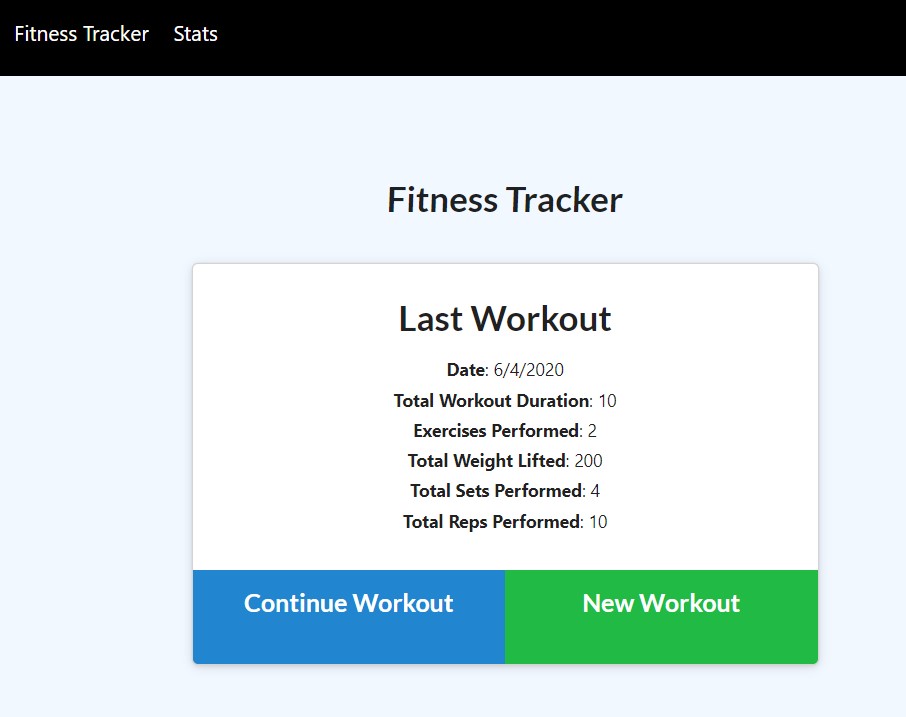 Fitness Tracker Stats
Fitness Tracker
Last Workout
Date: 6/4/2020
Total Workout Duration: 10
Exercises Performed: 2
Total Weight Lifted: 200
Total Sets Performed: 4
Total Reps Performed: 10
Continue Workout New Workout